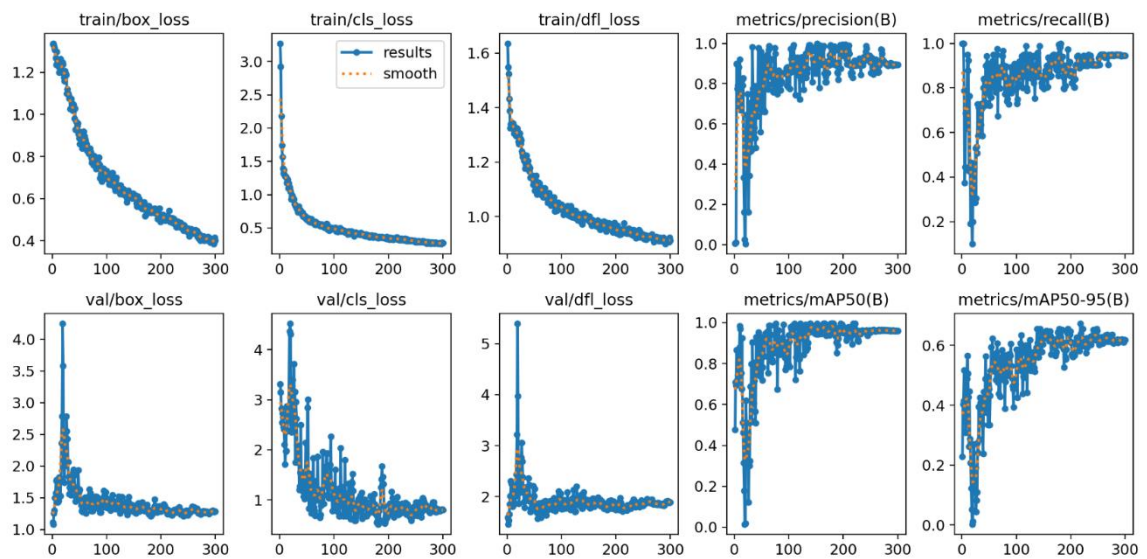 train/box_loss
train/cls_loss
train/dfl_loss
metrics/precision(B)
metrics/recall(B)
1.2
1.0
0.8
0.6
0.4
0 100 200 300
3.0
2.5
2.0
1.5
1.0
0.5
results
smooth
0 100 200 300
1.6
1.4
1.2
1.0
0 100 200 300
1.0
0.8
0.6
0.4
0.2
0.0
0 100 200 300
1.0
0.8
0.6
0.4
0.2
0 100 200 300
val/box_loss
val/cls_loss
val/dfl_loss
metrics/mAP50(B)
metrics/mAP50-95(B)
4.0
3.5
3.0
2.5
2.0
1.5
1.0
0 100 200 300
4
3
2
1
0 100 200 300
5
4
3
2
0 100 200 300
1.0
0.8
0.6
0.4
0.2
0.0
0 100 200 300
0.6
0.4
0.2
0.0
0 100 200 300